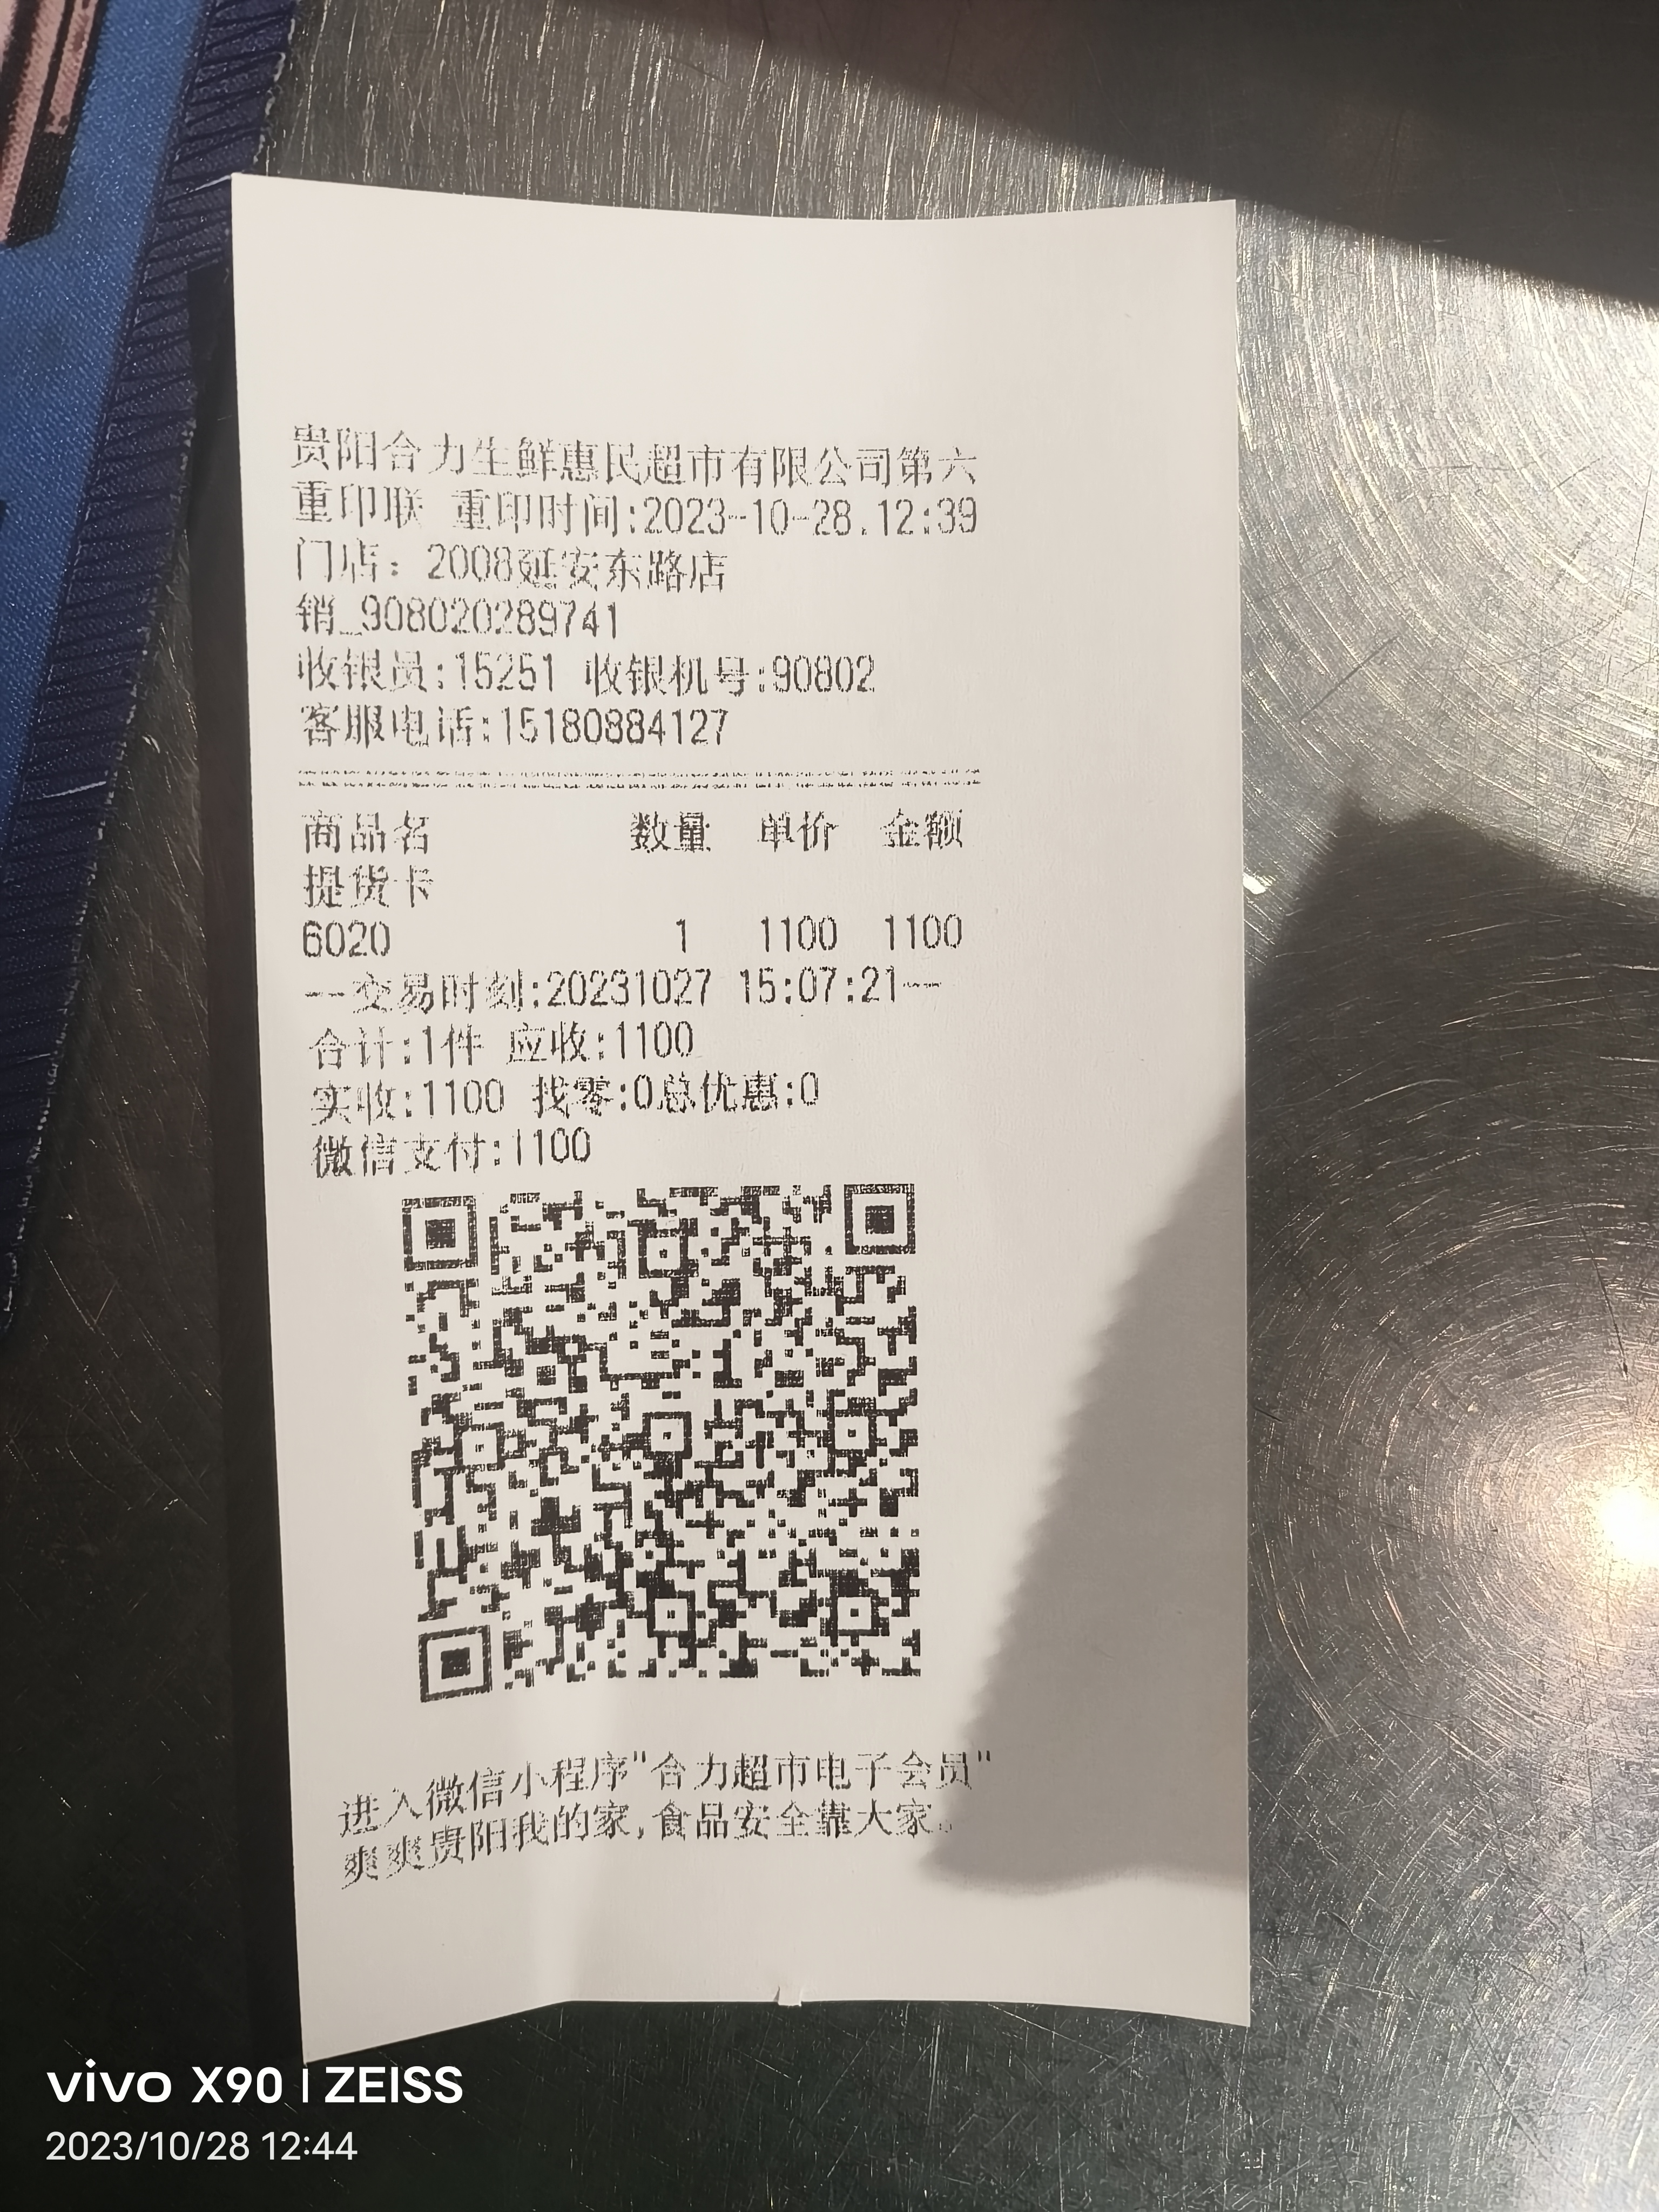 贵阳合力生鲜惠民超市有限公司第六
重印联 重印时间:2023-10-28.12:39
门店：2008延安东路店
销_908020289741
收银员:15251 收银机号:90802
客服电话:15180884127
商品名 数量 单价 金额
提货卡
6020 1 1100 1100
--交易时刻:20231027 15:07:21--
合计:1件 应收:1100
实收:1100 找零:0总优惠:0
微信支付:1100
进入微信小程序"合力超市电子会员"
爽爽贵阳我的家,食品安全靠大家。
vivo X90 | ZEISS
2023/10/28 12:44